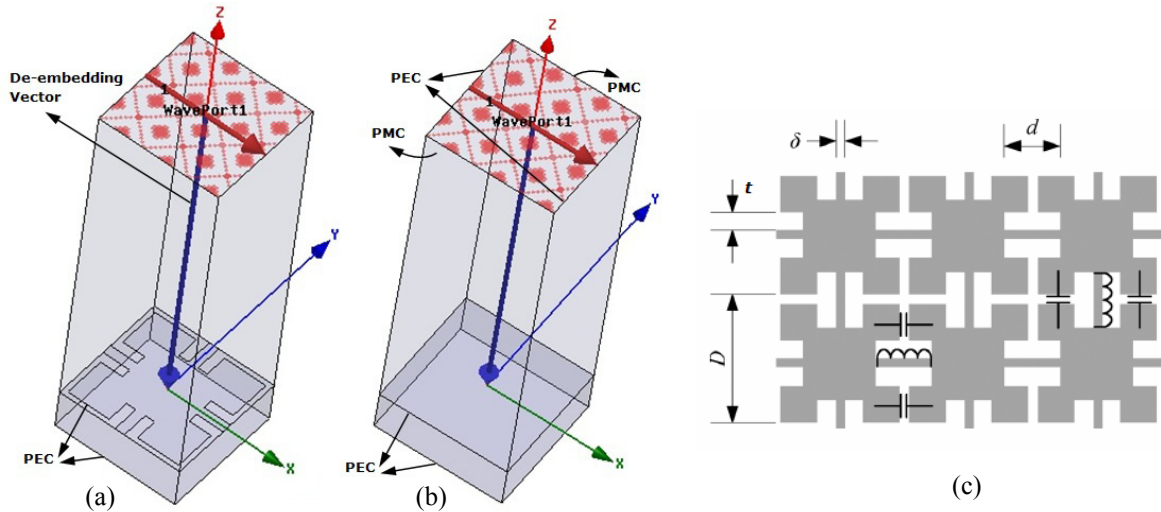 De-embedding
Vector
Z
1
WavePort1
Y
X
PEC
(a)
Z
PEC
PMC
1
WavePort1
PMC
Y
X
PEC
(b)
δ
d
t
D
(c)